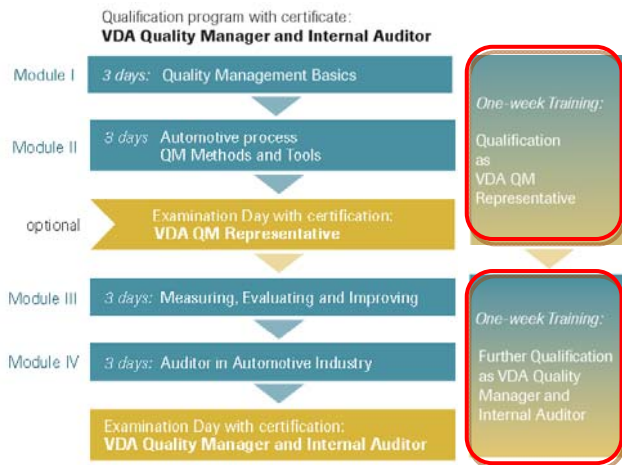 Qualification program with certificate:
VDA Quality Manager and Internal Auditor
Module I
3 days: Quality Management Basics
Module II
3 days Automotive process
QM Methods and Tools
optional
Examination Day with certification:
VDA QM Representative
Module III
3 days: Measuring, Evaluating and Improving
Module IV
3 days: Auditor in Automotive Industry
Examination Day with certification:
VDA Quality Manager and Internal Auditor
One-week Training:
Qualification
as
VDA QM
Representative
One-week Training:
Further Qualification
as VDA Quality
Manager and
Internal Auditor